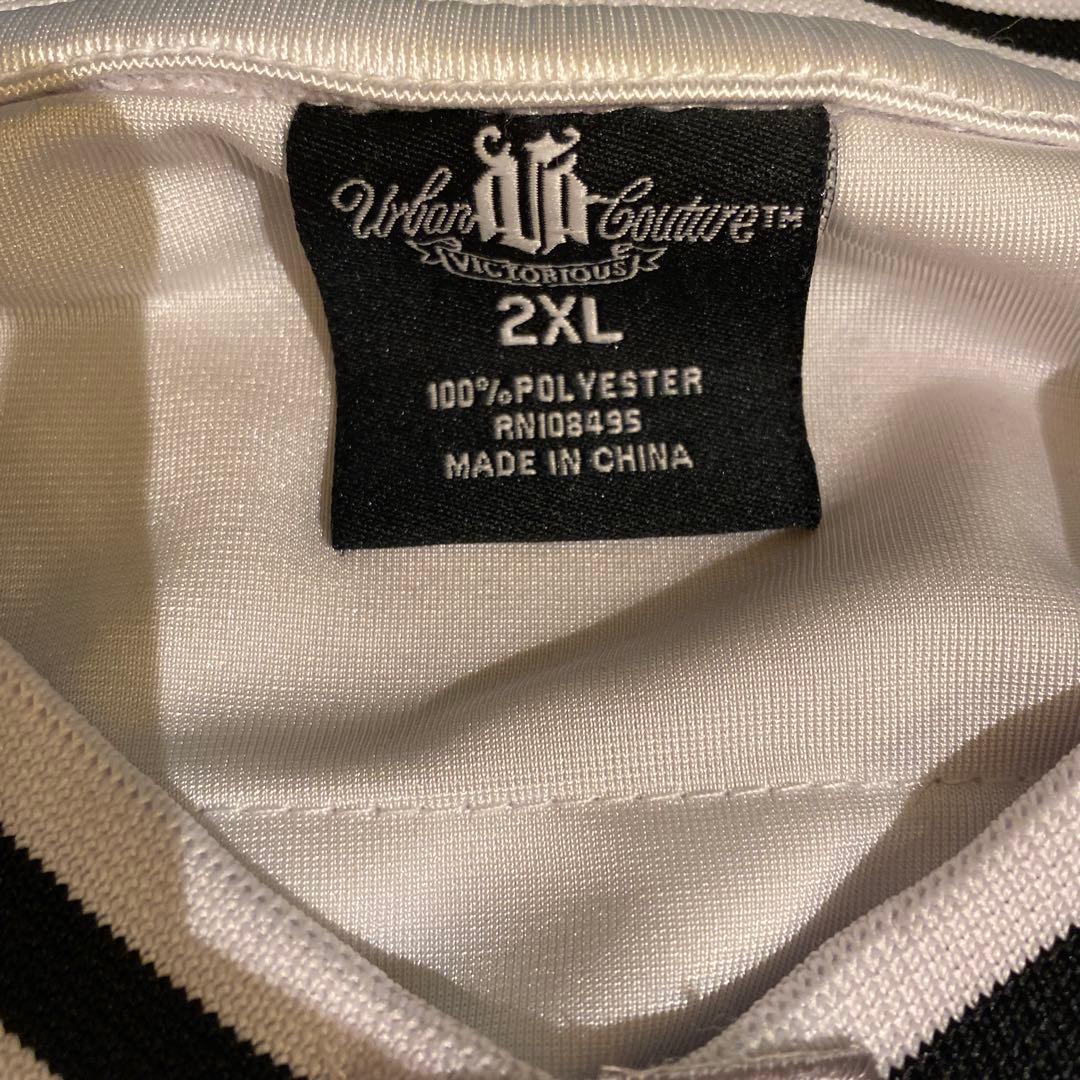 Urban Couture™
VICTORIOUS
2XL
100% POLYESTER
RN108495
MADE IN CHINA